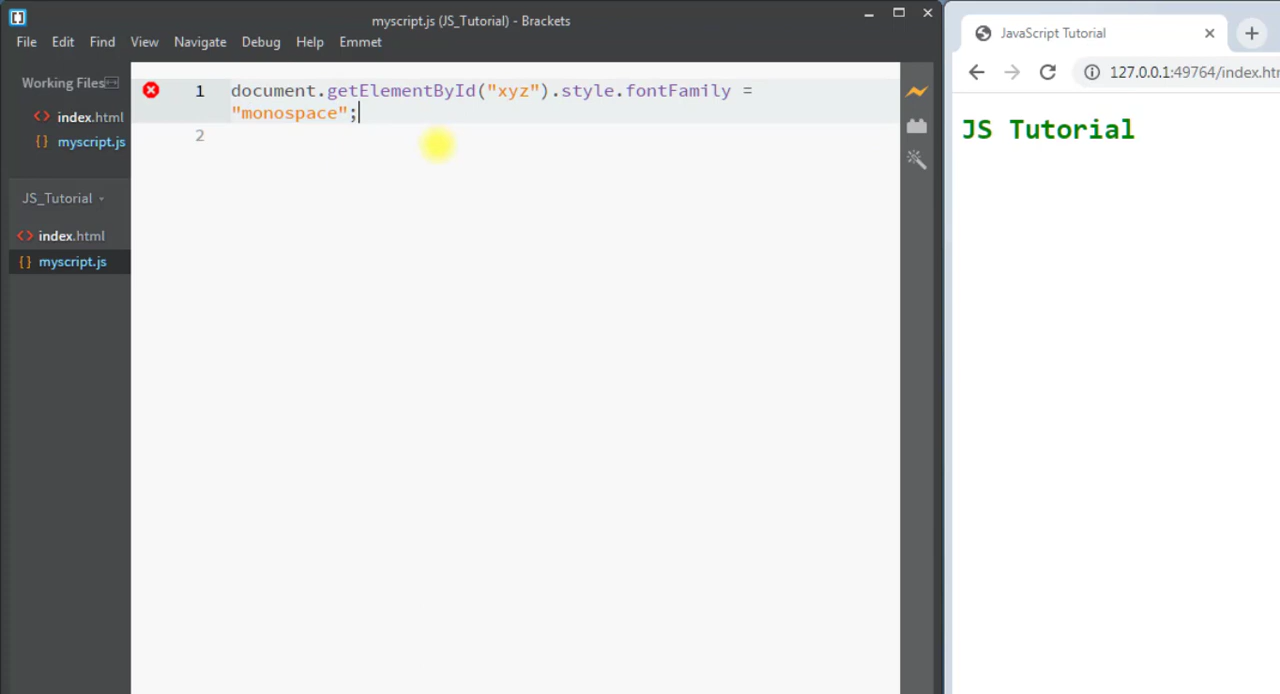 myscript.js (JS_Tutorial) - Brackets
File Edit Find View Navigate Debug Help Emmet
Working Files
<> index.html
{} myscript.js
JS_Tutorial
<> index.html
{} myscript.js
1 document.getElementById("xyz").style.fontFamily =
"monospace";
2
JavaScript Tutorial
127.0.0.1:49764/index.htm
JS Tutorial